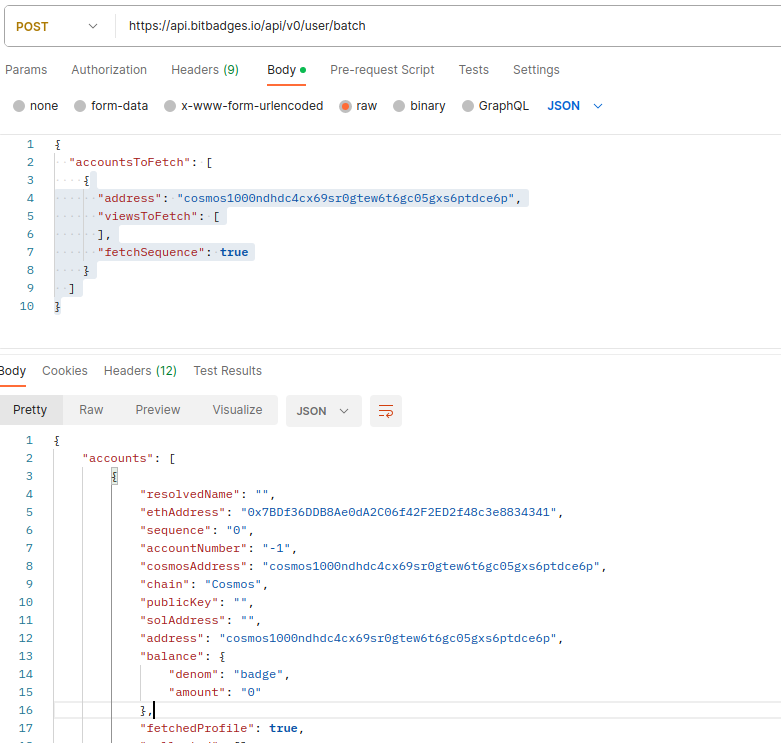 POST https://api.bitbadges.io/api/v0/user/batch
Params Authorization Headers (9) Body Pre-request Script Tests Settings
none form-data x-www-form-urlencoded raw binary GraphQL JSON
1 {
2 "accountsToFetch": [
3 {
4 "address": "cosmos1000ndhdc4cx69sr0gtew6t6gc05gxs6ptdce6p",
5 "viewsToFetch": [
6 ],
7 "fetchSequence": true
8 }
9 ]
10 }
Body Cookies Headers (12) Test Results
Pretty Raw Preview Visualize JSON
1 {
2 "accounts": [
3 {
4 "resolvedName": "",
5 "ethAddress": "0x7BDf36DDB8Ae0dA2C06f42F2ED2f48c3e8834341",
6 "sequence": "0",
7 "accountNumber": "-1",
8 "cosmosAddress": "cosmos1000ndhdc4cx69sr0gtew6t6gc05gxs6ptdce6p",
9 "chain": "Cosmos",
10 "publicKey": "",
11 "solAddress": "",
12 "address": "cosmos1000ndhdc4cx69sr0gtew6t6gc05gxs6ptdce6p",
13 "balance": {
14 "denom": "badge",
15 "amount": "0"
16 },
17 "fetchedProfile": true,